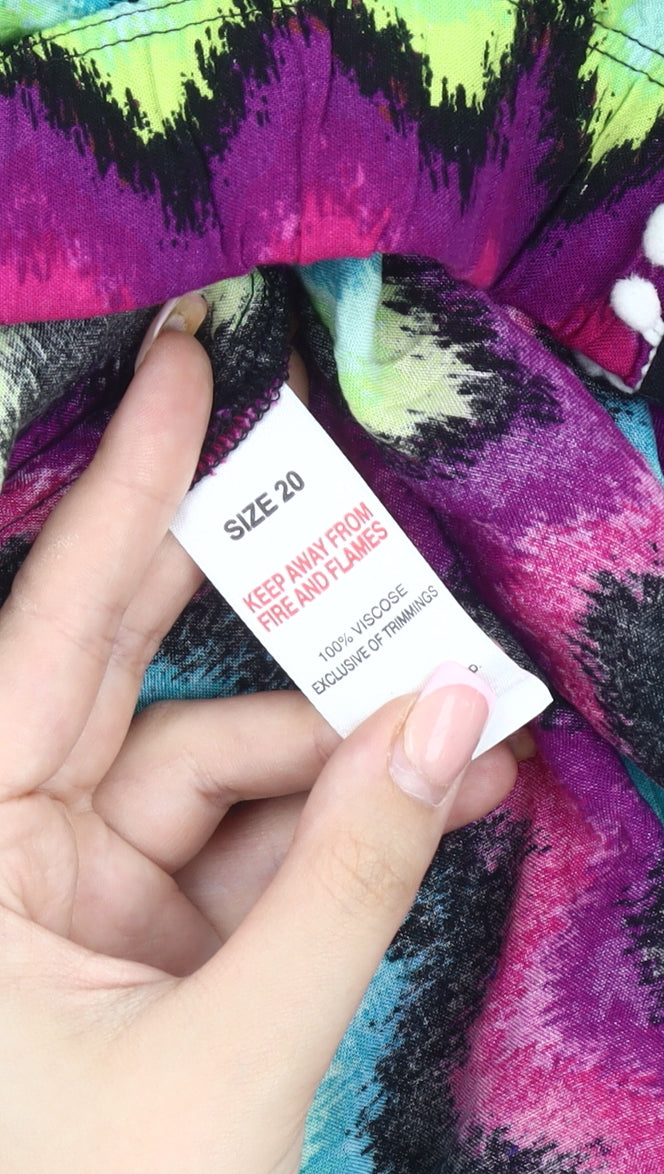 SIZE 20
KEEP AWAY FROM
FIRE AND FLAMES
100% VISCOSE
EXCLUSIVE OF TRIMMINGS